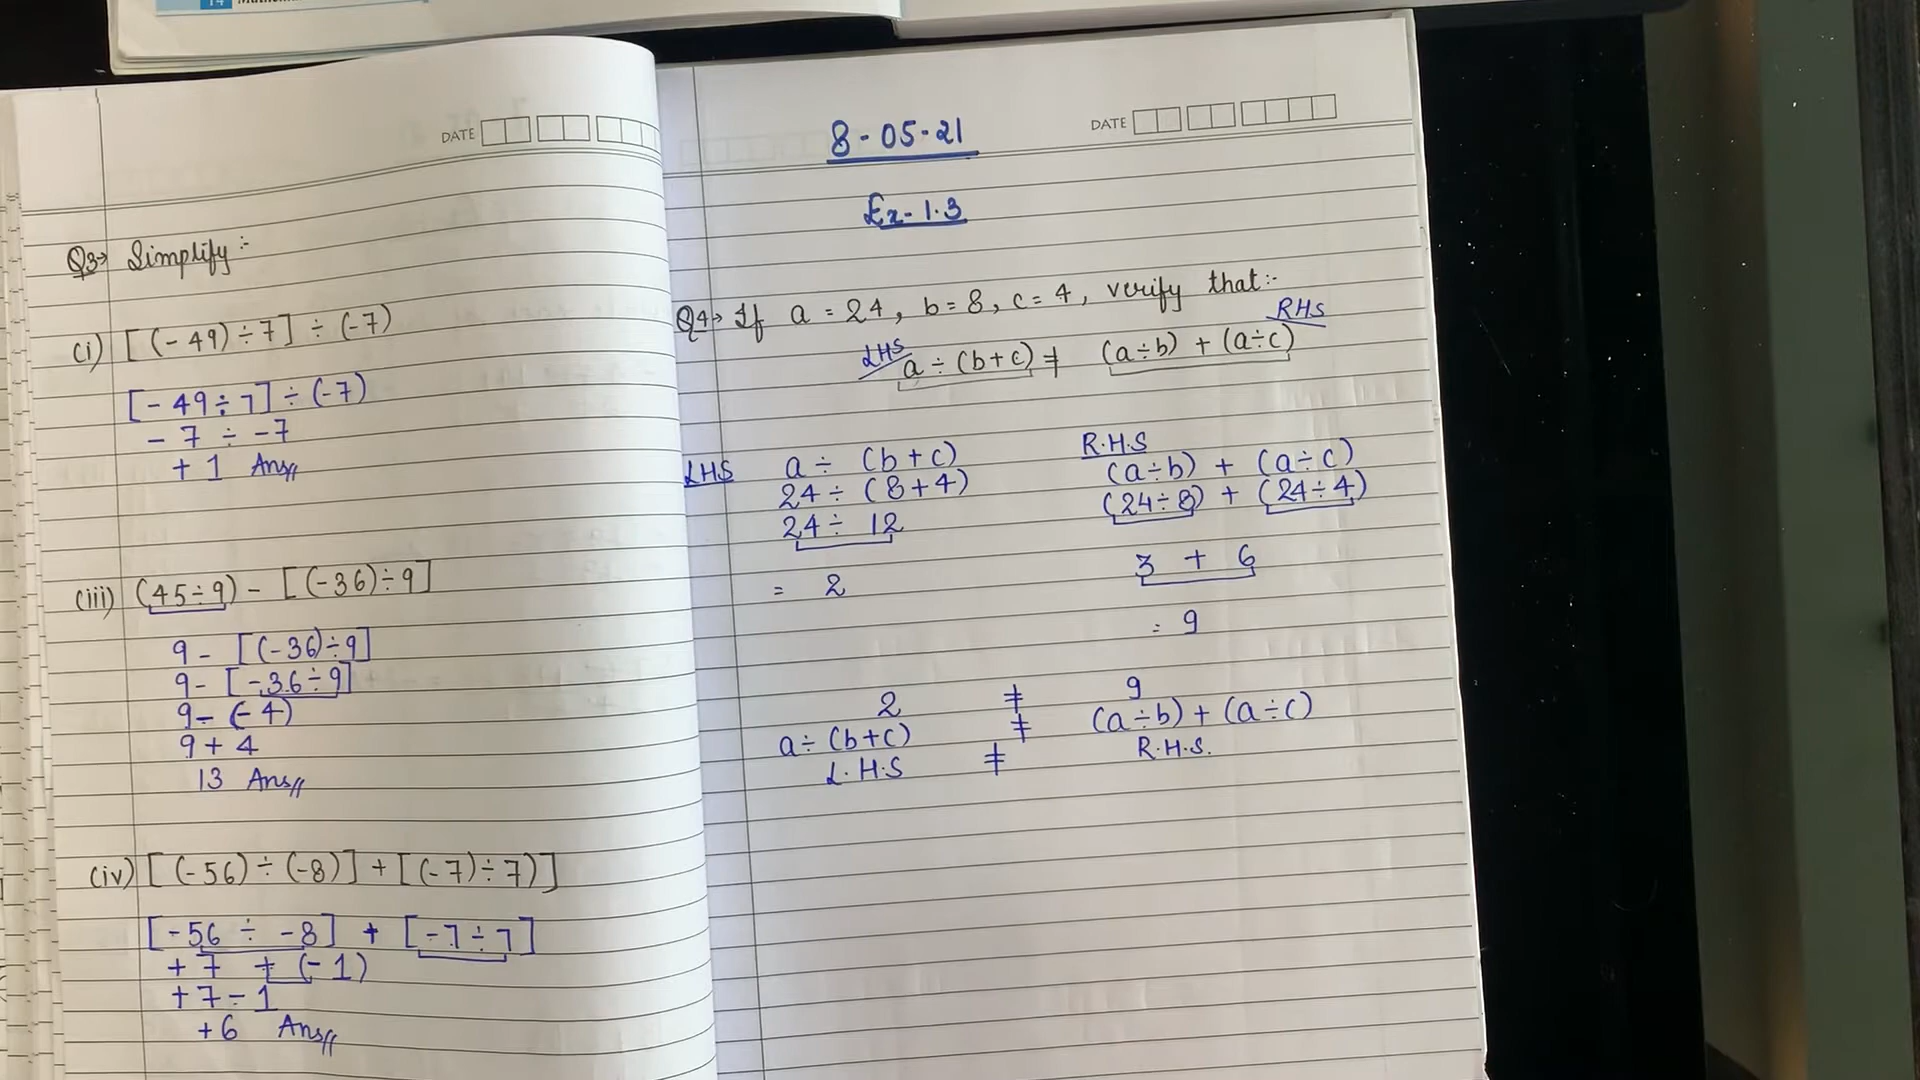 14
DATE
Q3→ Simplify :-
(i) [(-49)÷7] ÷ (-7)
[-49÷7] ÷ (-7)
-7 ÷ -7
+1 Ans//
(iii) (45÷9) - [(-36)÷9]
9 - [(-36)÷9]
9 - [-36÷9]
9 - (-4)
9 + 4
13 Ans//
(iv) [(-56)÷(-8)] + [(-7)÷7)]
[-56 ÷ -8] + [-7÷7]
+7 + (-1)
+7-1
+6 Ans//
8-05-21
DATE
Ex-1.3
Q4→ If a = 24, b = 8, c = 4, verify that:-
LHS a ÷ (b+c) ≠ (a÷b) + (a÷c) RHS
LHS a ÷ (b+c)
24 ÷ (8+4)
24 ÷ 12
= 2
R.H.S
(a÷b) + (a÷c)
(24÷8) + (24÷4)
3 + 6
= 9
2 ≠ 9
a÷(b+c) ≠ (a÷b) + (a÷c)
L.H.S ≠ R.H.S.